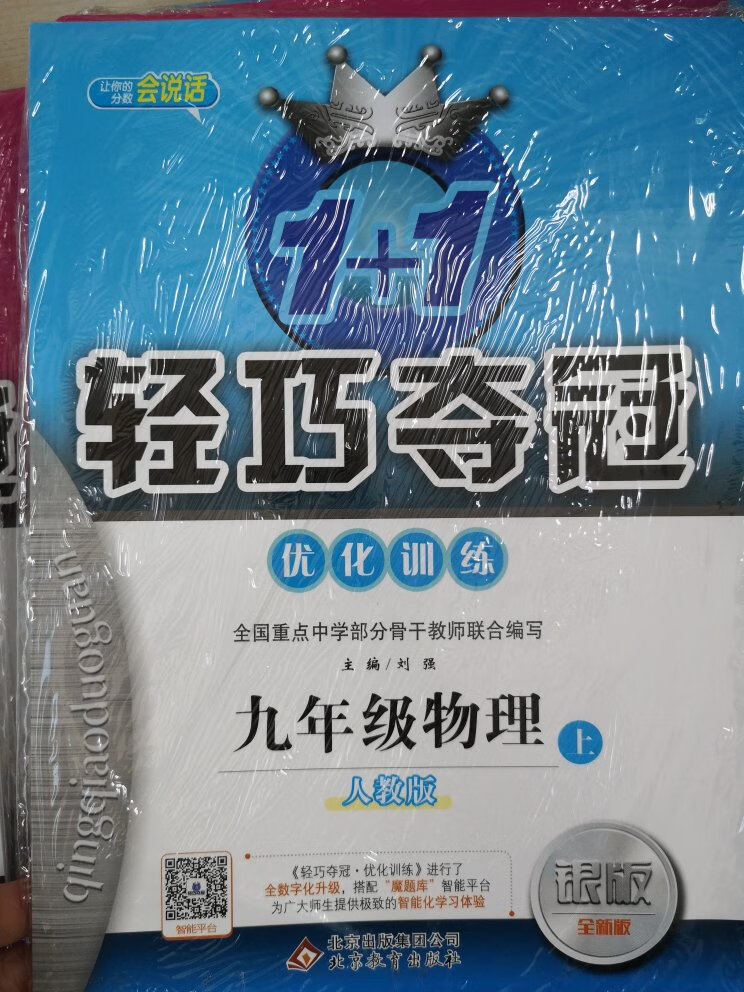 让你的
分数
会说话
1+1
轻巧夺冠
优化训练
全国重点中学部分骨干教师联合编写
主编/刘强
九年级物理 上
人教版
qingqiaoduoguan
《轻巧夺冠·优化训练》进行了
全数字化升级，搭配“魔题库”智能平台
为广大师生提供极致的智能化学习体验
智能平台
银版
全新版
北京出版集团公司
北京教育出版社